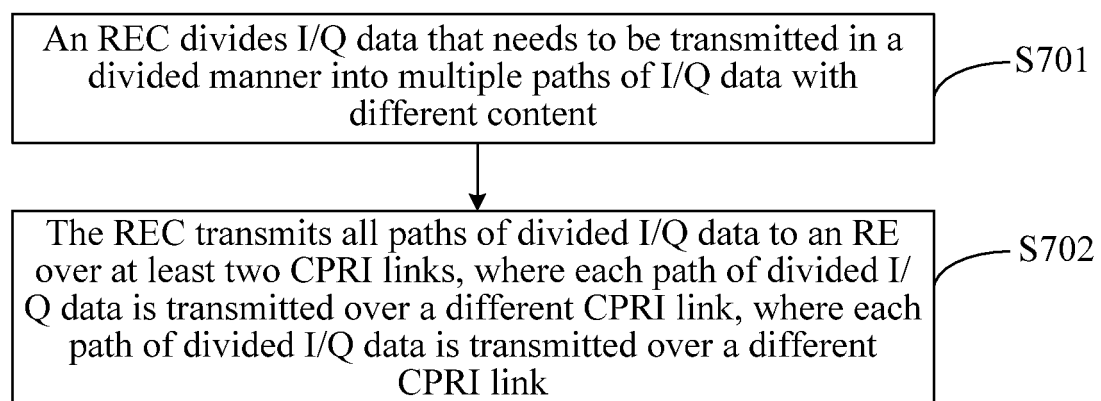 An REC divides I/Q data that needs to be transmitted in a
divided manner into multiple paths of I/Q data with
different content
S701
The REC transmits all paths of divided I/Q data to an RE
over at least two CPRI links, where each path of divided I/
Q data is transmitted over a different CPRI link, where each
path of divided I/Q data is transmitted over a different
CPRI link
S702